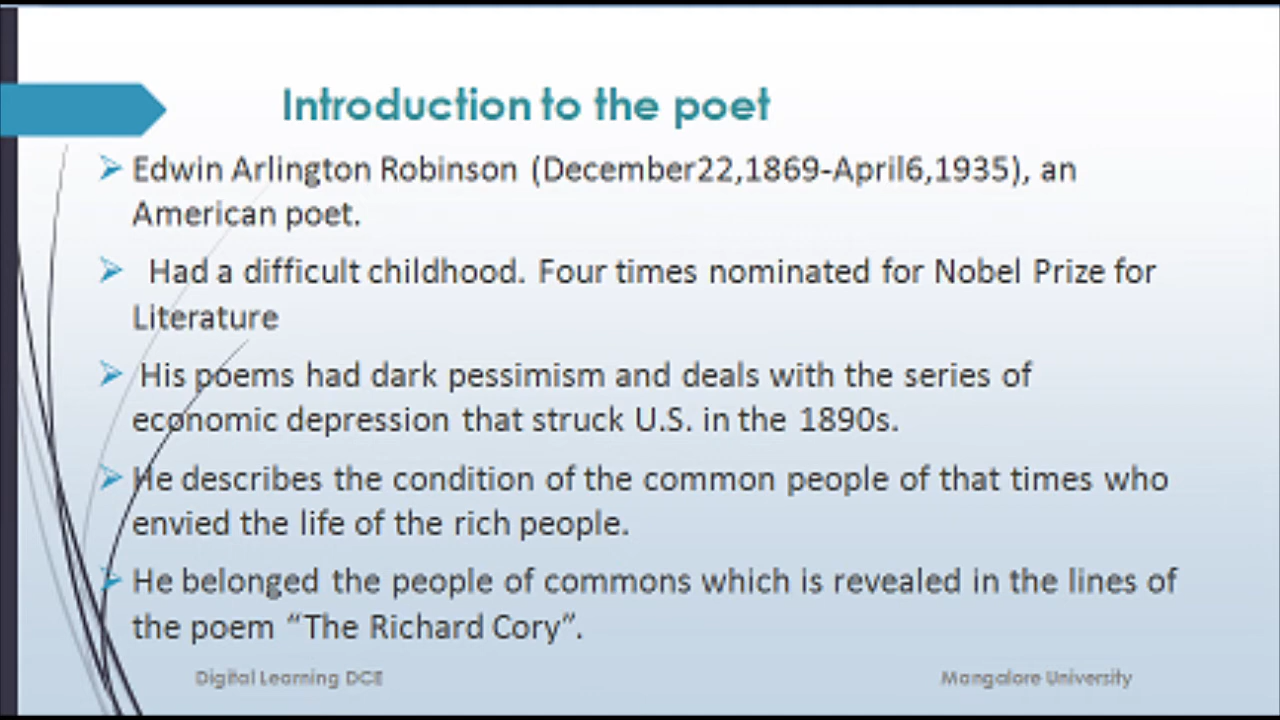 Introduction to the poet
Edwin Arlington Robinson (December22,1869-April6,1935), an
American poet.
Had a difficult childhood. Four times nominated for Nobel Prize for
Literature
His poems had dark pessimism and deals with the series of
economic depression that struck U.S. in the 1890s.
He describes the condition of the common people of that times who
envied the life of the rich people.
He belonged the people of commons which is revealed in the lines of
the poem “The Richard Cory”.
Digital Learning DCE
Mangalore University